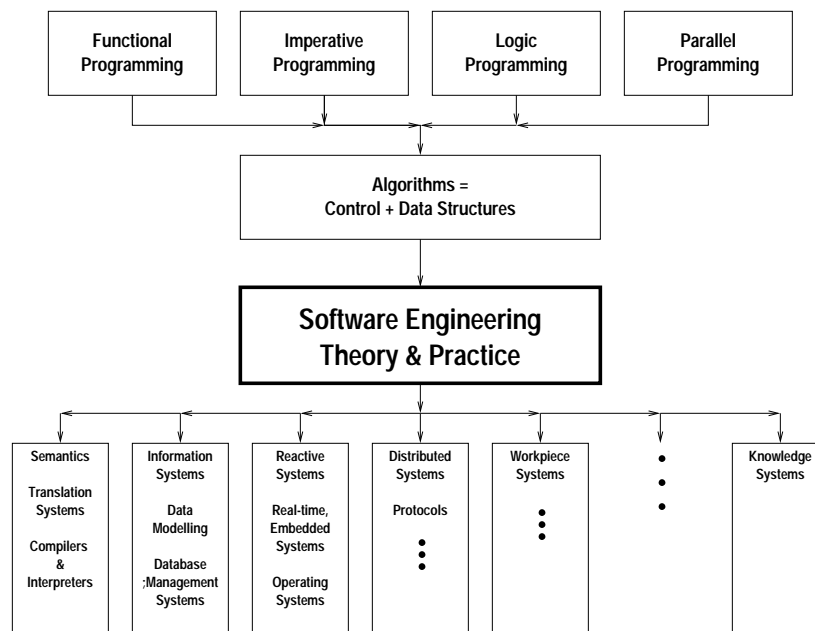 Functional
Programming
Imperative
Programming
Logic
Programming
Parallel
Programming
Algorithms =
Control + Data Structures
Software Engineering
Theory & Practice
Semantics
Translation
Systems
Compilers
&
Interpreters
Information
Systems
Data
Modelling
Database
;Management
Systems
Reactive
Systems
Real-time,
Embedded
Systems
Operating
Systems
Distributed
Systems
Protocols
Workpiece
Systems
Knowledge
Systems